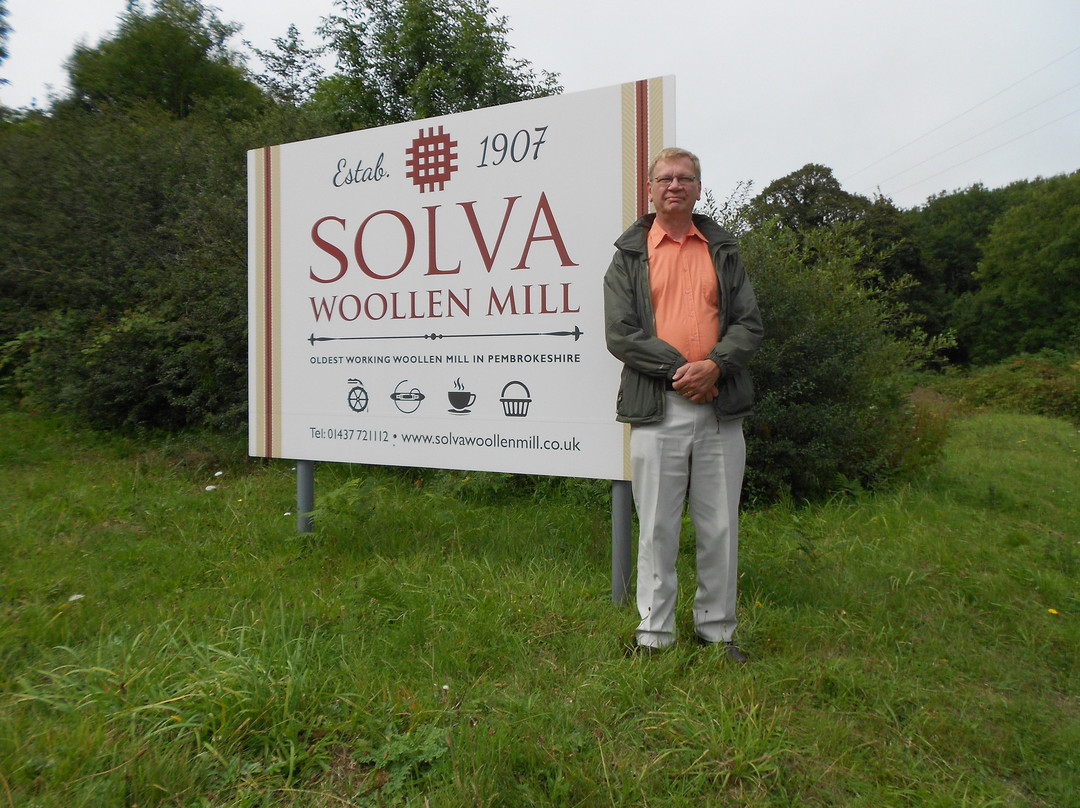 Estab. 1907
SOLVA
WOOLLEN MILL
OLDEST WORKING WOOLLEN MILL IN PEMBROKESHIRE
Tel: 01437 721112 • www.solvawoollenmill.co.uk